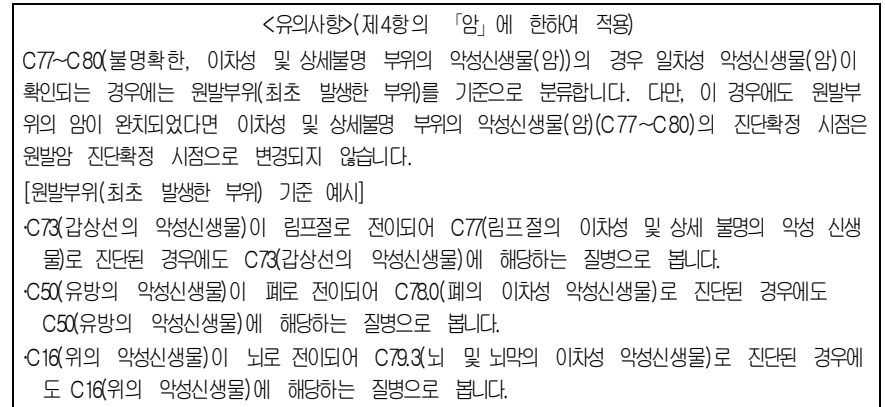 <유의사항>(제4항의 「암」에 한하여 적용)
C77~C80(불명확한, 이차성 및 상세불명 부위의 악성신생물(암))의 경우 일차성 악성신생물(암)이
확인되는 경우에는 원발부위(최초 발생한 부위)를 기준으로 분류합니다. 다만, 이 경우에도 원발부
위의 암이 완치되었다면 이차성 및 상세불명 부위의 악성신생물(암)(C77~C80)의 진단확정 시점은
원발암 진단확정 시점으로 변경되지 않습니다.
[원발부위(최초 발생한 부위) 기준 예시]
·C73(갑상선의 악성신생물)이 림프절로 전이되어 C77(림프절의 이차성 및 상세 불명의 악성 신생
물)로 진단된 경우에도 C73(갑상선의 악성신생물)에 해당하는 질병으로 봅니다.
·C50(유방의 악성신생물)이 폐로 전이되어 C78.0(폐의 이차성 악성신생물)로 진단된 경우에도
C50(유방의 악성신생물)에 해당하는 질병으로 봅니다.
·C16(위의 악성신생물)이 뇌로 전이되어 C79.3(뇌 및 뇌막의 이차성 악성신생물)로 진단된 경우에
도 C16(위의 악성신생물)에 해당하는 질병으로 봅니다.